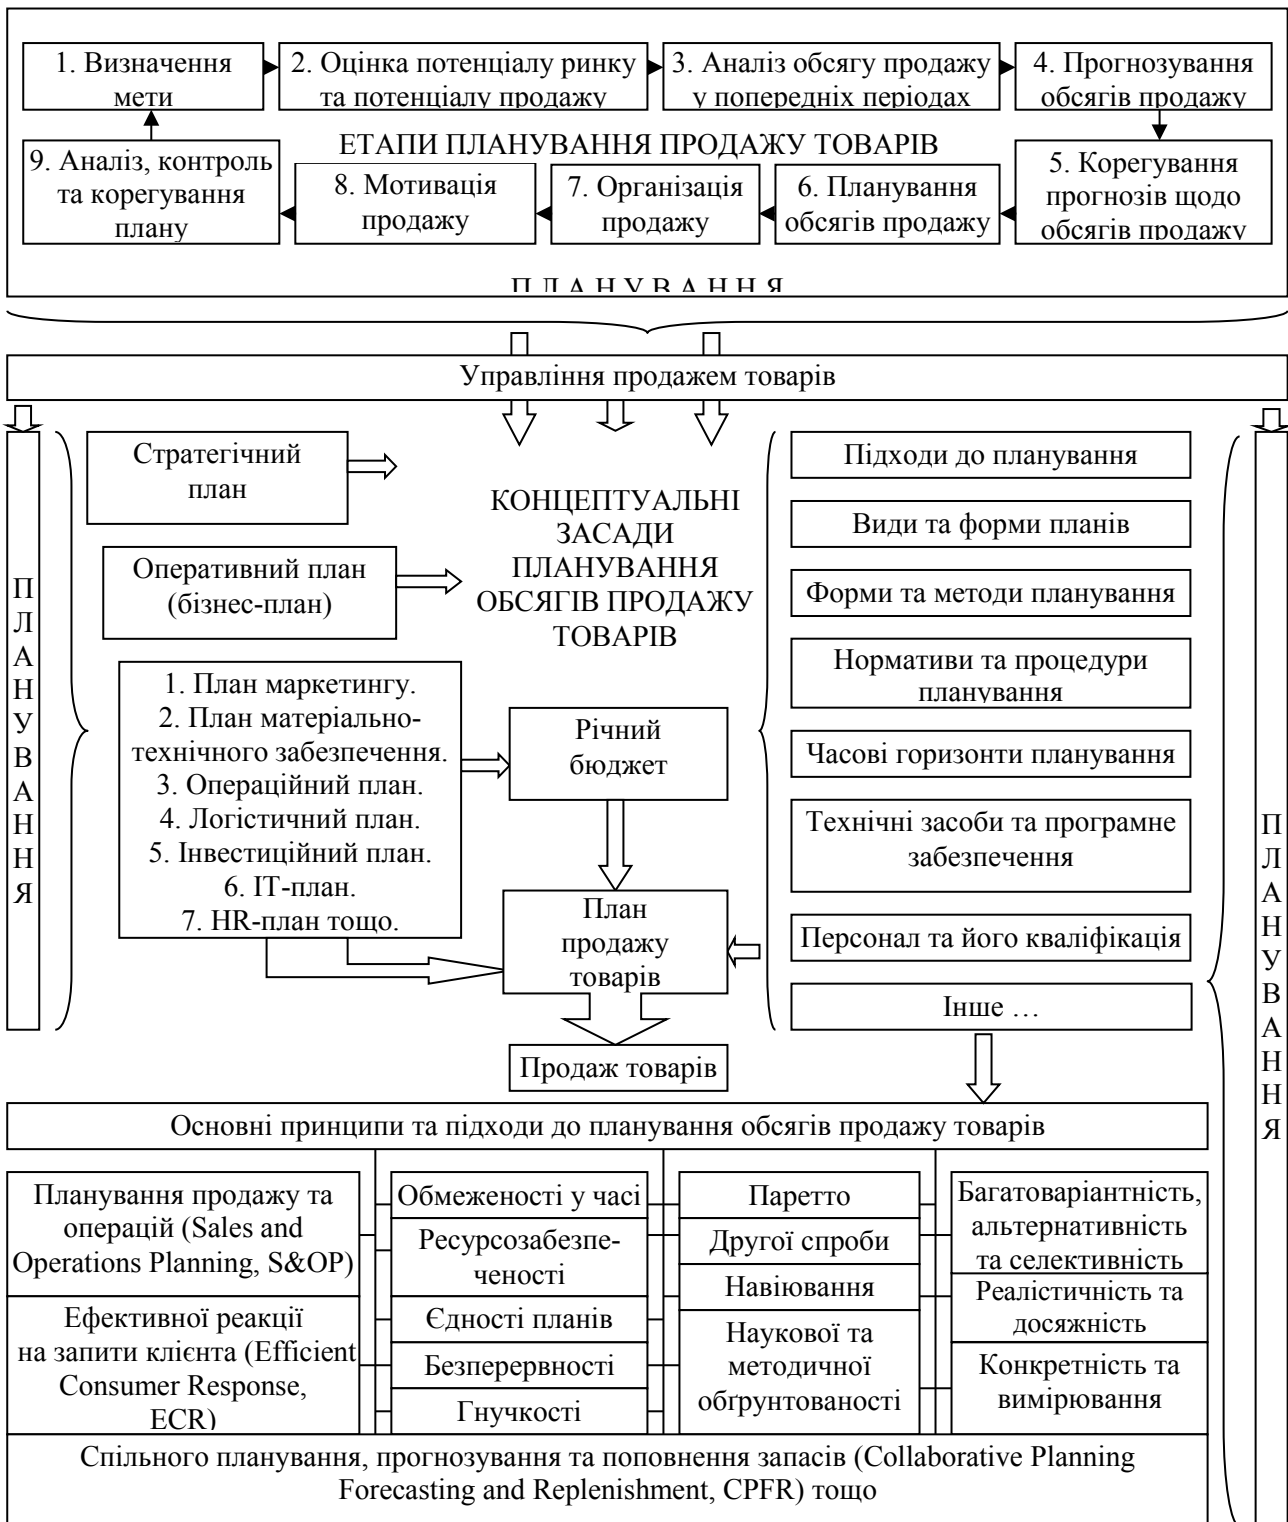 1. Визначення
мети
2. Оцінка потенціалу ринку
та потенціалу продажу
3. Аналіз обсягу продажу
у попередніх періодах
4. Прогнозування
обсягів продажу
ЕТАПИ ПЛАНУВАННЯ ПРОДАЖУ ТОВАРІВ
9. Аналіз, контроль
та корегування
плану
8. Мотивація
продажу
7. Організація
продажу
6. Планування
обсягів продажу
5. Корегування
прогнозів щодо
обсягів продажу
П Л А Н У В А Н Н Я
Управління продажем товарів
П
Л
А
Н
У
В
А
Н
Н
Я
Стратегічний
план
Оперативний план
(бізнес-план)
1. План маркетингу.
2. План матеріально-
технічного забезпечення.
3. Операційний план.
4. Логістичний план.
5. Інвестиційний план.
6. ІТ-план.
7. HR-план тощо.
КОНЦЕПТУАЛЬНІ
ЗАСАДИ
ПЛАНУВАННЯ
ОБСЯГІВ ПРОДАЖУ
ТОВАРІВ
Річний
бюджет
План
продажу
товарів
Продаж товарів
Підходи до планування
Види та форми планів
Форми та методи планування
Нормативи та процедури
планування
Часові горизонти планування
Технічні засоби та програмне
забезпечення
Персонал та його кваліфікація
Інше …
П
Л
А
Н
У
В
А
Н
Н
Я
Основні принципи та підходи до планування обсягів продажу товарів
Планування продажу та
операцій (Sales and
Operations Planning, S&OP)
Ефективної реакції
на запити клієнта (Efficient
Consumer Response,
ECR)
Обмеженості у часі
Ресурсозабезпе-
ченості
Єдності планів
Безперервності
Гнучкості
Паретто
Другої спроби
Навіювання
Наукової та
методичної
обґрунтованості
Багатоваріантність,
альтернативність
та селективність
Реалістичність та
досяжність
Конкретність та
вимірювання
Спільного планування, прогнозування та поповнення запасів (Collaborative Planning
Forecasting and Replenishment, CPFR) тощо